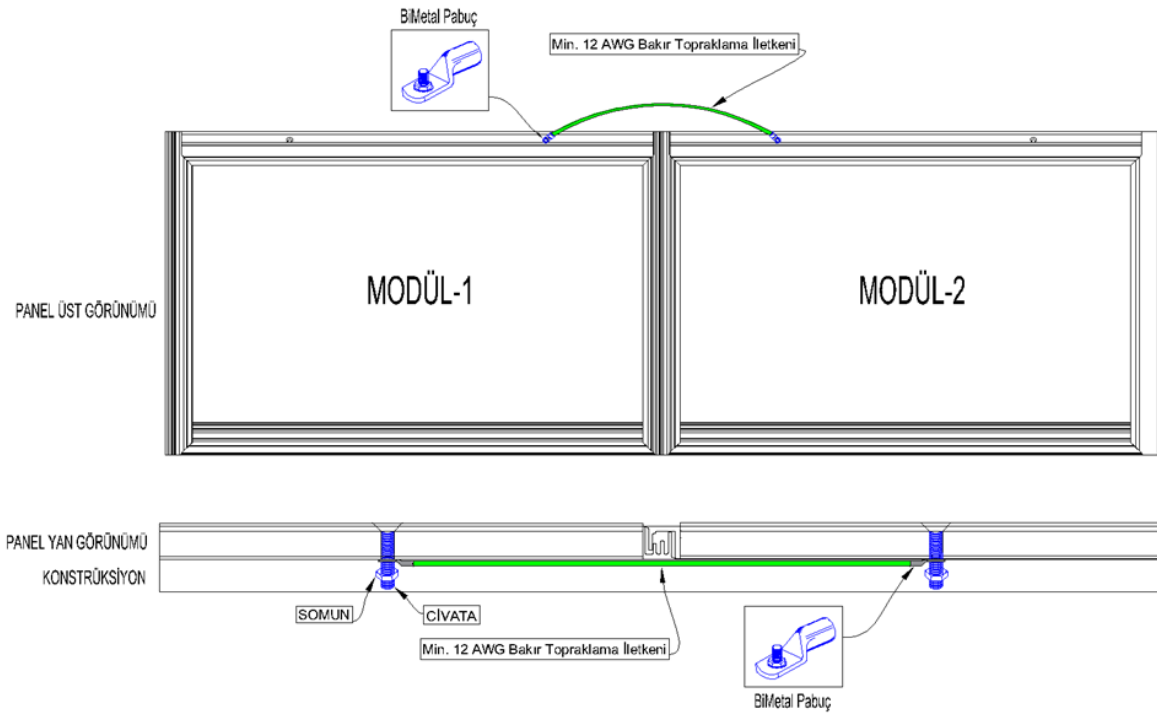 BiMetal Pabuç
Min. 12 AWG Bakır Topraklama İletkeni
MODÜL-1
MODÜL-2
PANEL ÜST GÖRÜNÜMÜ
PANEL YAN GÖRÜNÜMÜ
KONSTRÜKSİYON
SOMUN
CİVATA
Min. 12 AWG Bakır Topraklama İletkeni
BiMetal Pabuç